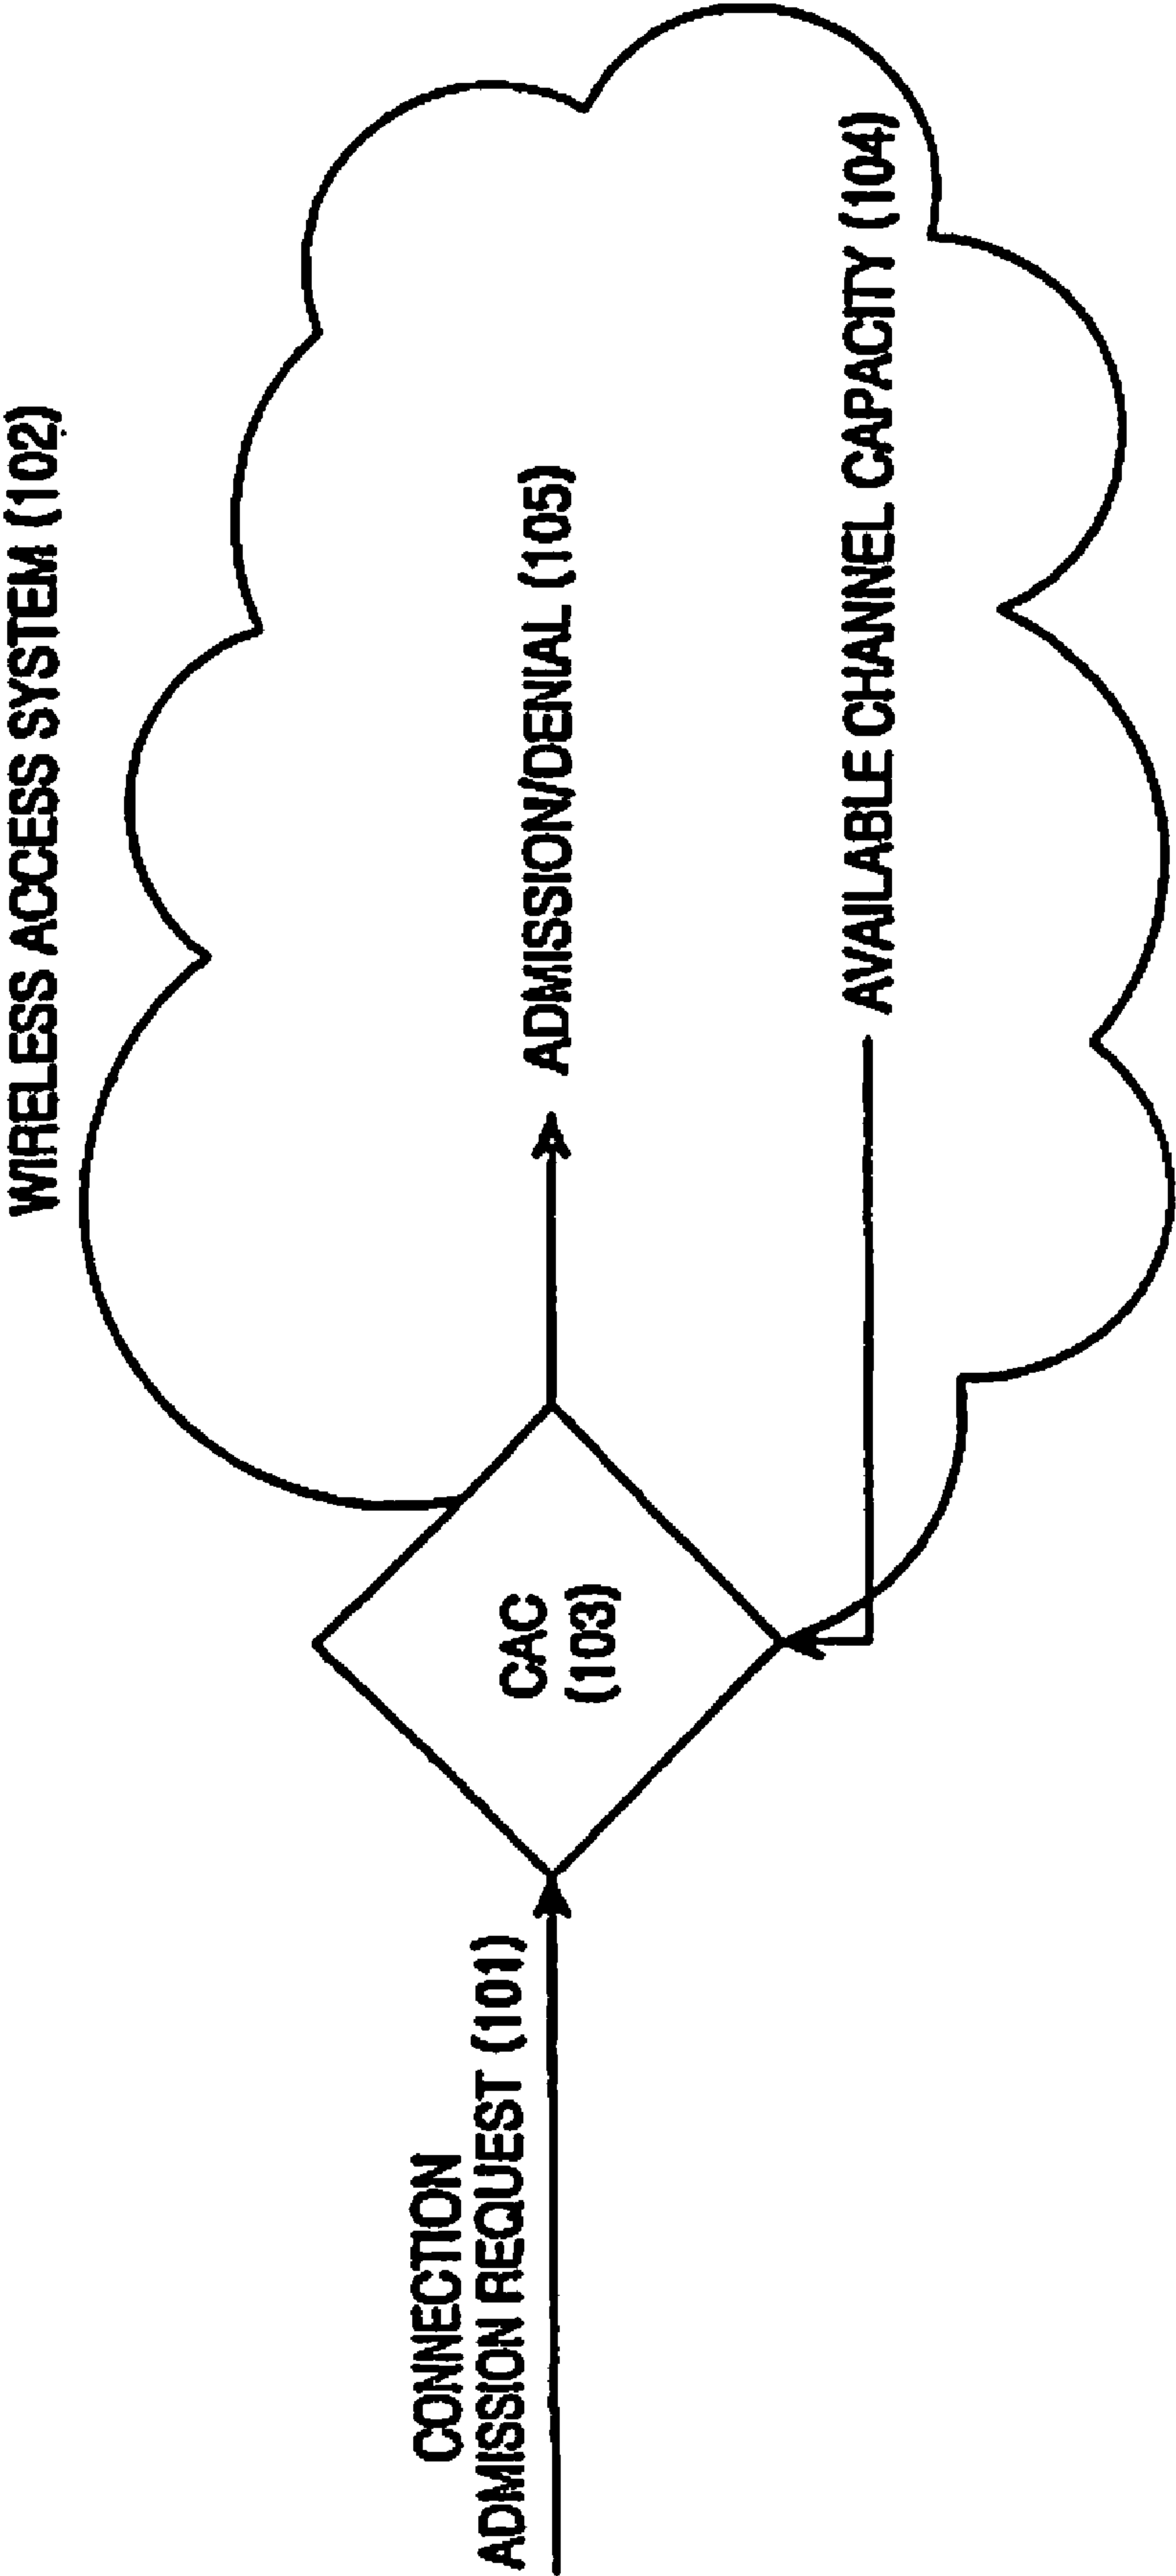 WIRELESS ACCESS SYSTEM (102)
CONNECTION
ADMISSION REQUEST (101)
CAC
(103)
ADMISSION/DENIAL (105)
AVAILABLE CHANNEL CAPACITY (104)